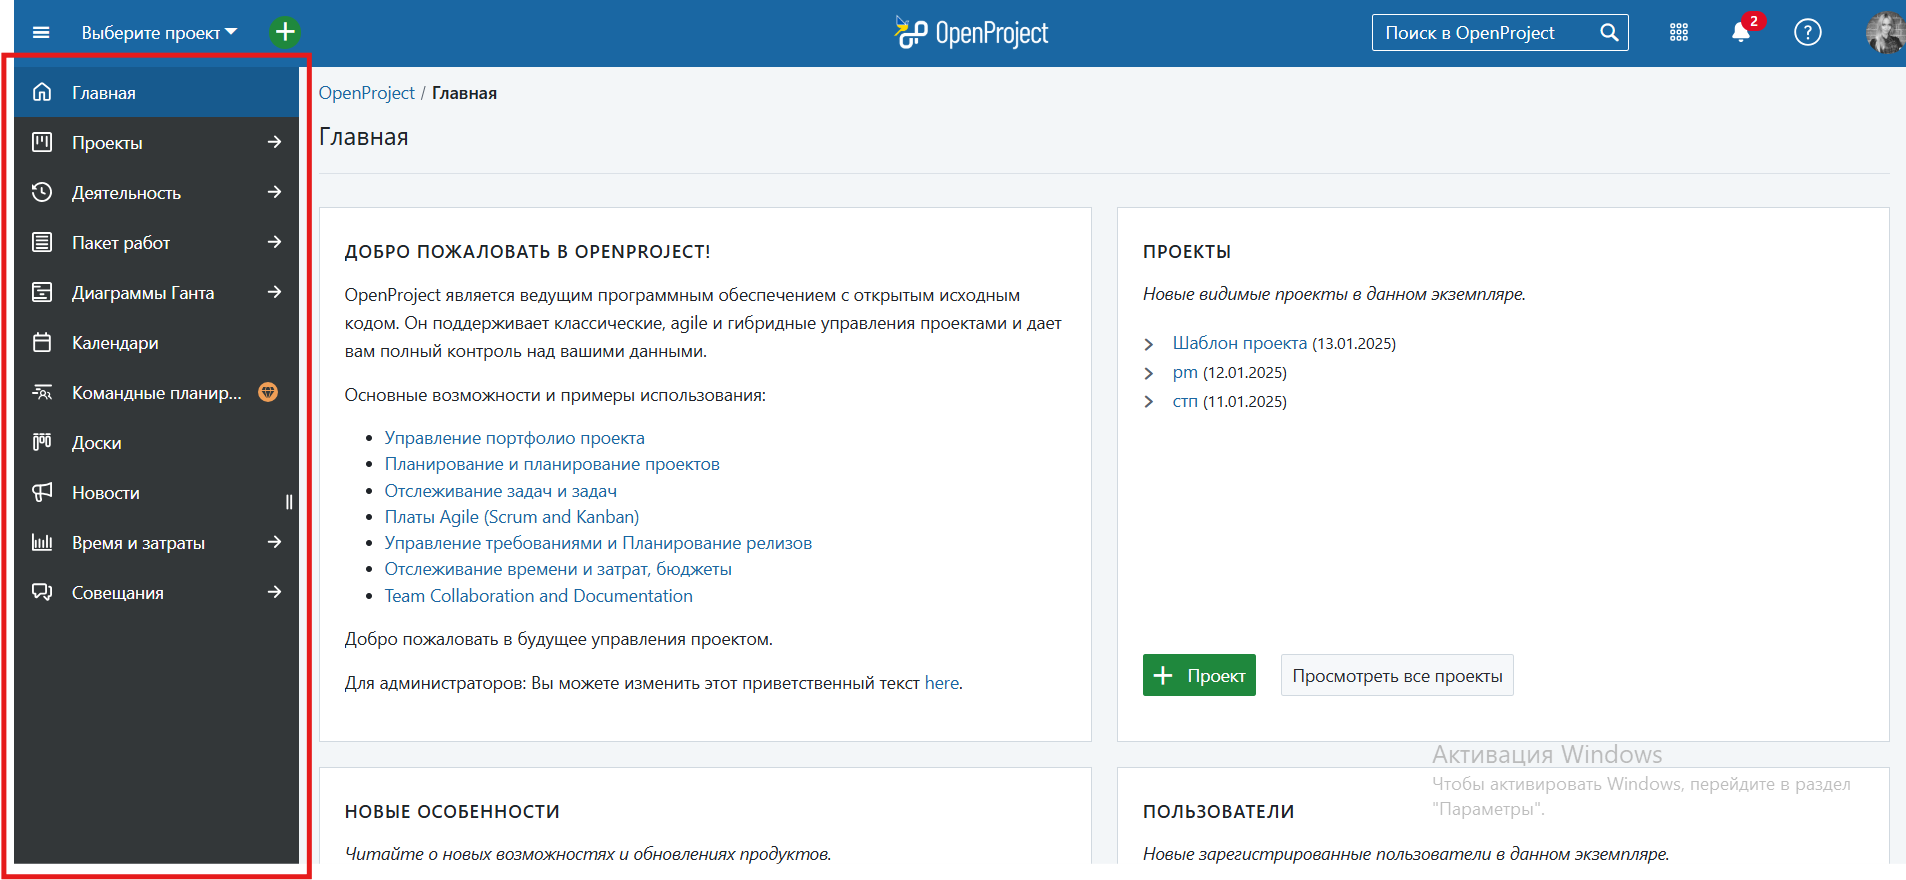 Выберите проект
OpenProject
Поиск в OpenProject
2
Главная
Проекты
Деятельность
Пакет работ
Диаграммы Ганта
Календари
Командные планир...
Доски
Новости
Время и затраты
Совещания
OpenProject / Главная
Главная
ДОБРО ПОЖАЛОВАТЬ В OPENPROJECT!
OpenProject является ведущим программным обеспечением с открытым исходным
кодом. Он поддерживает классические, agile и гибридные управления проектами и дает
вам полный контроль над вашими данными.
Основные возможности и примеры использования:
Управление портфолио проекта
Планирование и планирование проектов
Отслеживание задач и задач
Платы Agile (Scrum and Kanban)
Управление требованиями и Планирование релизов
Отслеживание времени и затрат, бюджеты
Team Collaboration and Documentation
Добро пожаловать в будущее управления проектом.
Для администраторов: Вы можете изменить этот приветственный текст here.
ПРОЕКТЫ
Новые видимые проекты в данном экземпляре.
Шаблон проекта (13.01.2025)
pm (12.01.2025)
стп (11.01.2025)
Проект
Просмотреть все проекты
НОВЫЕ ОСОБЕННОСТИ
Читайте о новых возможностях и обновлениях продуктов.
ПОЛЬЗОВАТЕЛИ
Новые зарегистрированные пользователи в данном экземпляре.
Активация Windows
Чтобы активировать Windows, перейдите в раздел
"Параметры".